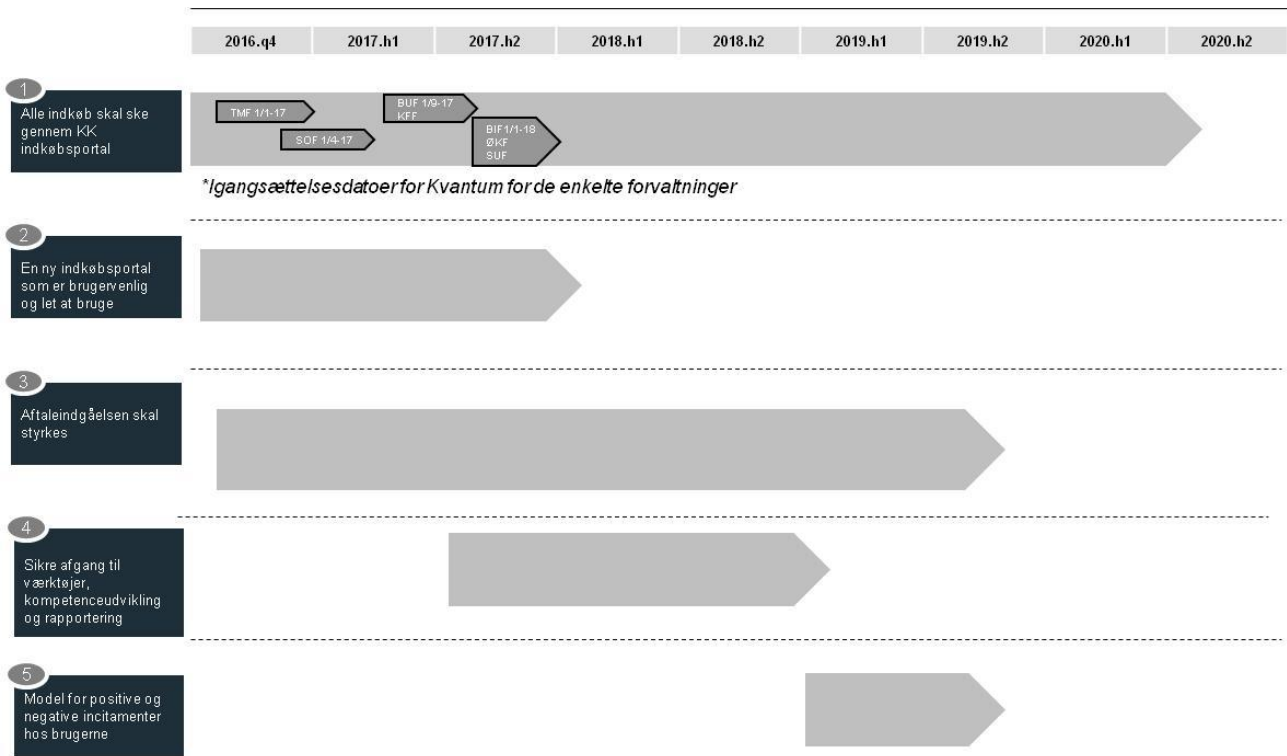 2016.q4 2017.h1 2017.h2 2018.h1 2018.h2 2019.h1 2019.h2 2020.h1 2020.h2
1
Alle indkøb skal ske
gennem KK
indkøbsportal
TMF 1/1-17
SOF 1/4-17
BUF 1/9-17
KFF
BIF1/1-18
ØKF
SUF
*Igangsættelsesdatoer for Kvantum for de enkelte forvaltninger
2
En ny indkøbsportal
som er brugervenlig
og let at bruge
3
Aftaleindgåelsen skal
styrkes
4
Sikre afgang til
værktøjer,
kompetenceudvikling
og rapportering
5
Model for positive og
negative incitamenter
hos brugerne